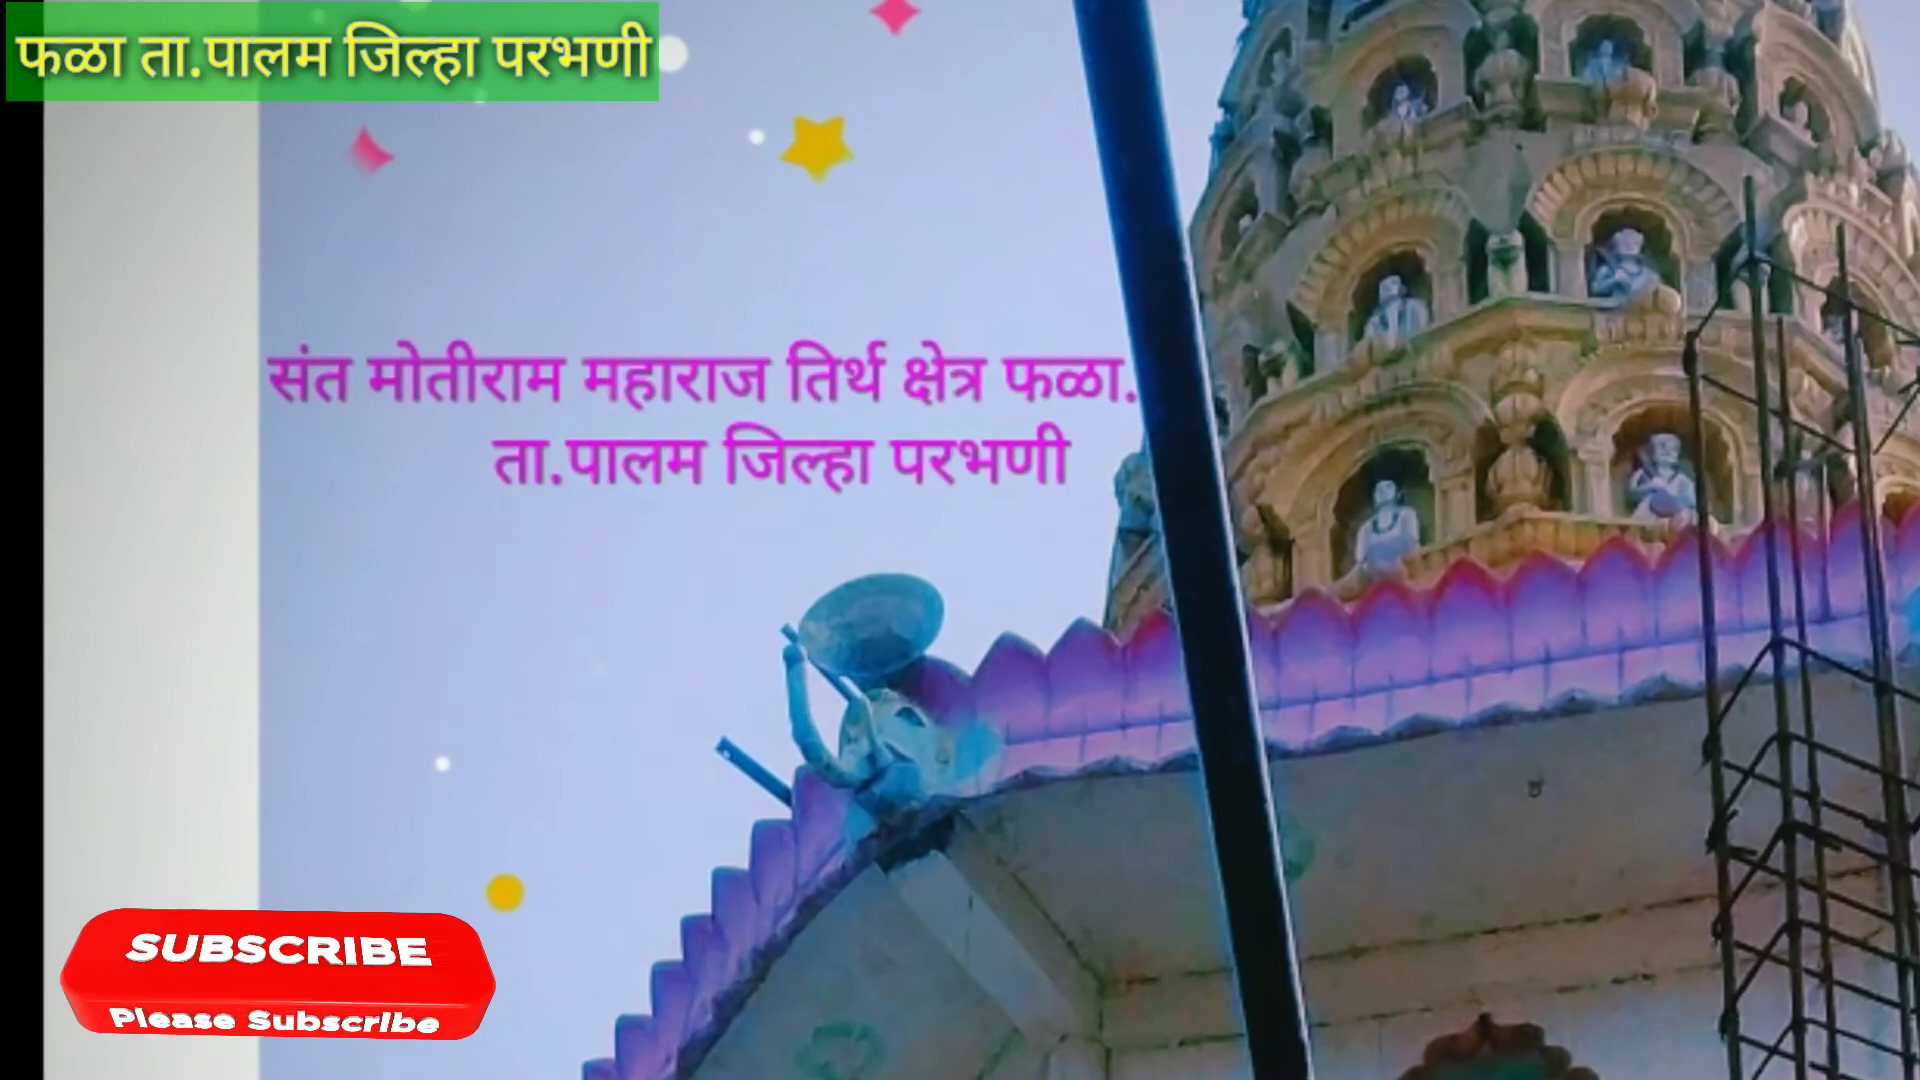 फळा ता.पालम जिल्हा परभणी
संत मोतीराम महाराज तिर्थ क्षेत्र फळा.
ता.पालम जिल्हा परभणी
SUBSCRIBE
Please Subscribe